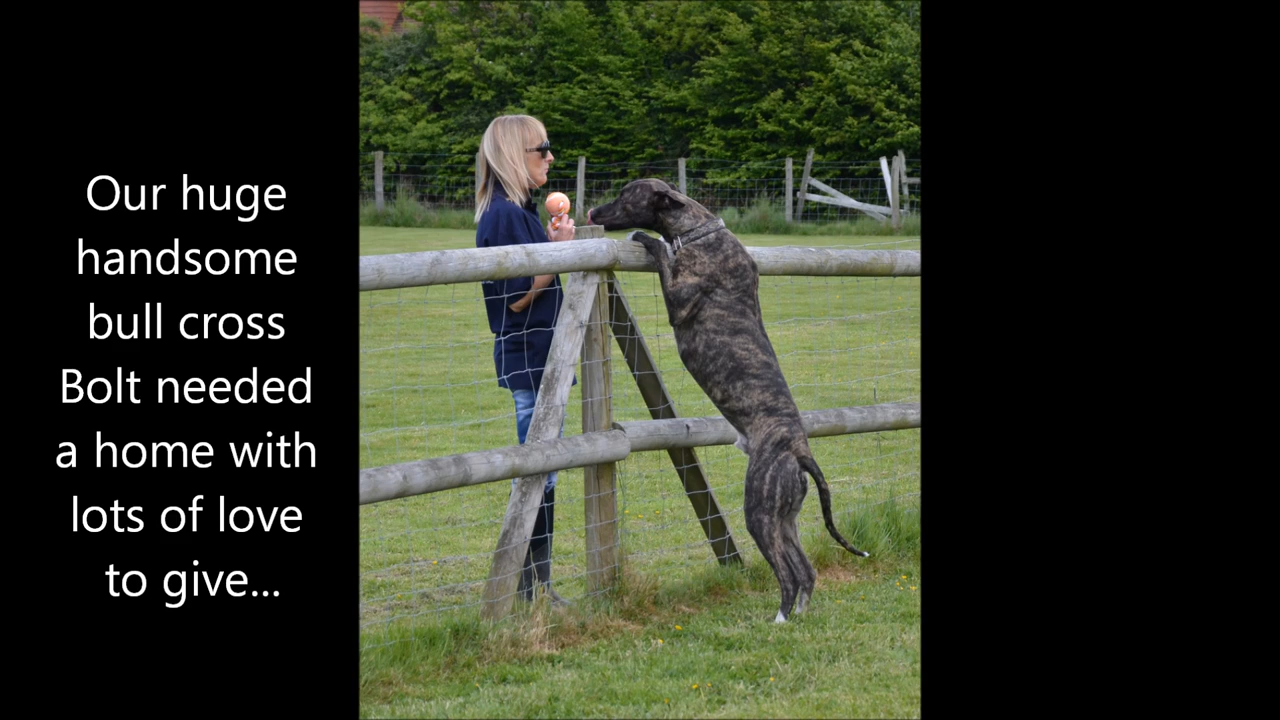 Our huge
handsome
bull cross
Bolt needed
a home with
lots of love
to give...